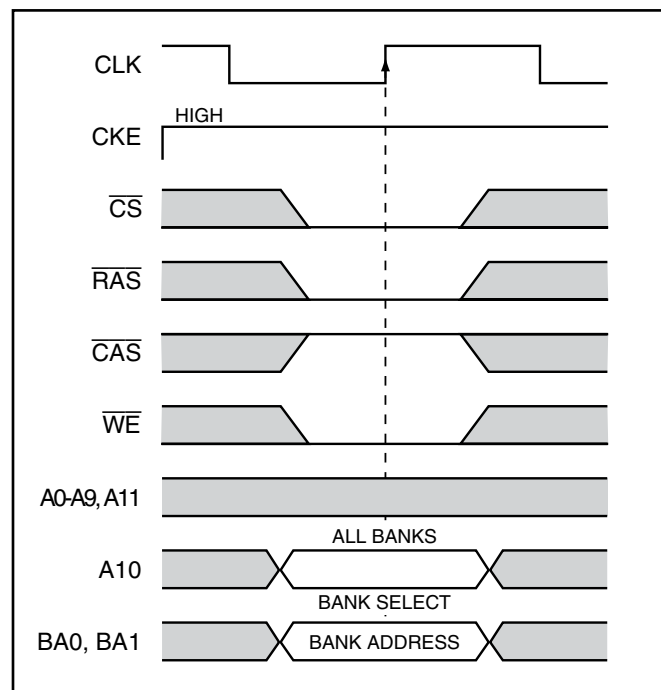 CLK
HIGH
CKE
CS
RAS
CAS
WE
A0-A9, A11
ALL BANKS
A10
BANK SELECT
BA0, BA1
BANK ADDRESS